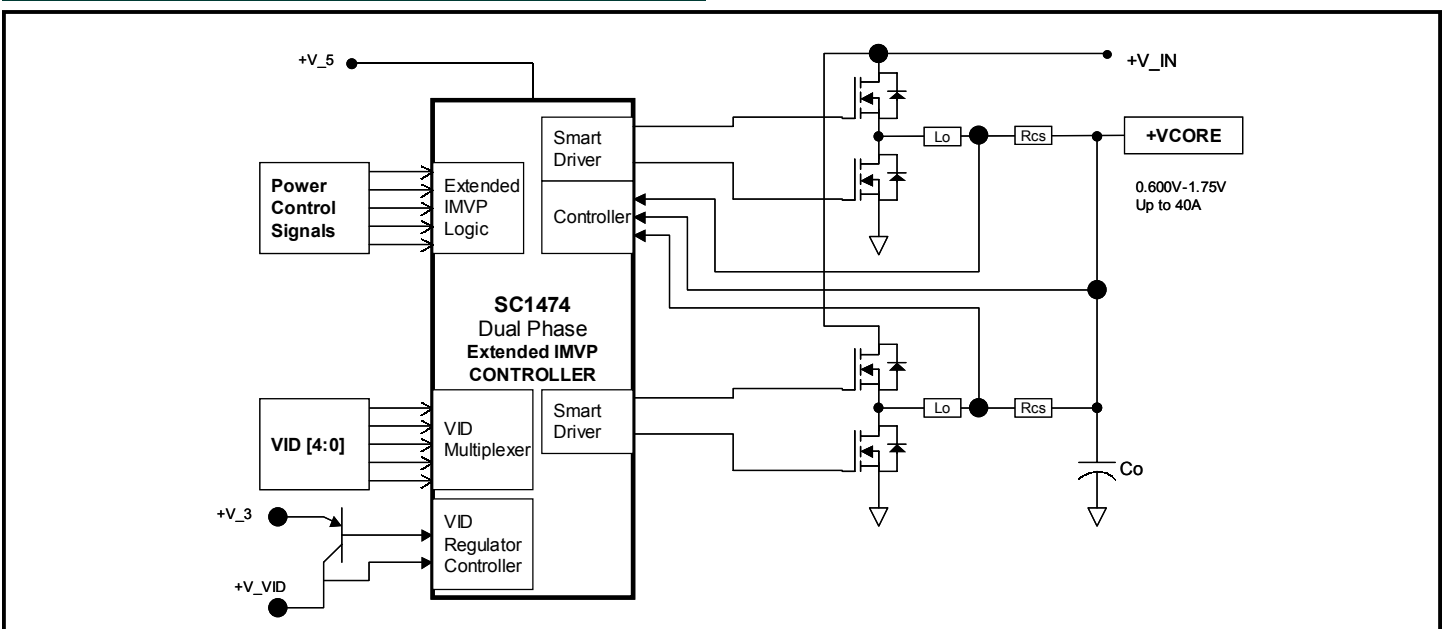 +V_5
+V_IN
Smart
Driver
Lo
Rcs
+VCORE
Power
Control
Signals
Extended
IMVP
Logic
Controller
0.600V-1.75V
Up to 40A
SC1474
Dual Phase
Extended IMVP
CONTROLLER
VID [4:0]
VID
Multiplexer
Smart
Driver
Lo
Rcs
Co
+V_3
VID
Regulator
Controller
+V_VID